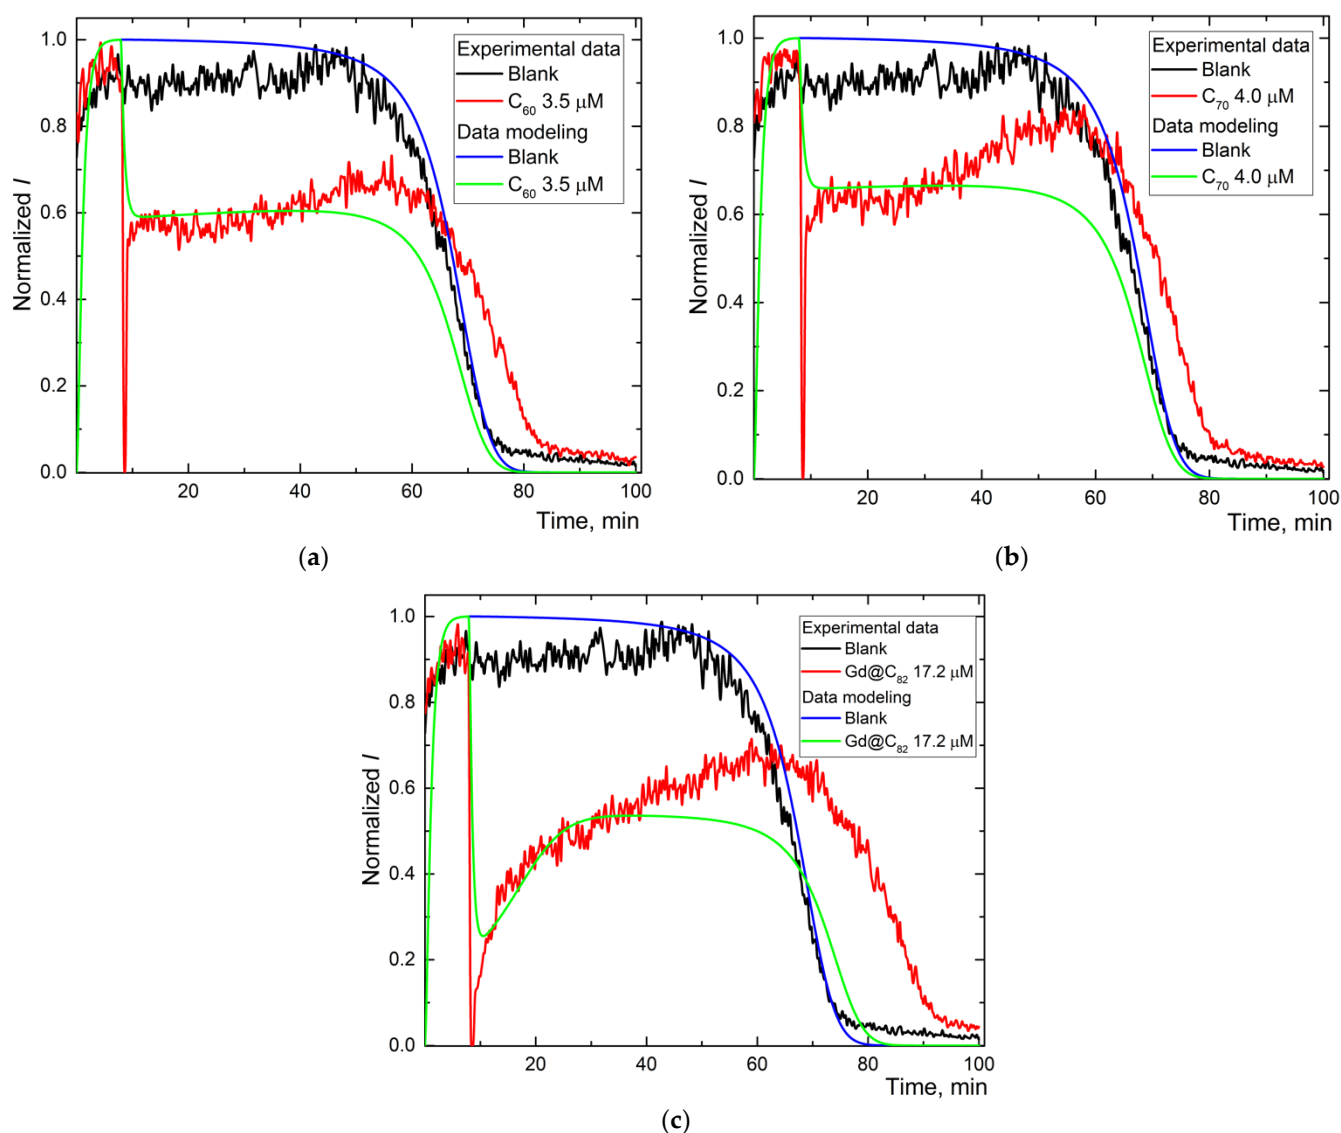 Experimental data
Blank
C₆₀ 3.5 μM
Data modeling
Blank
C₆₀ 3.5 μM
Normalized I
1.0
0.8
0.6
0.4
0.2
0.0
20 40 60 80 100
Time, min
(a)
Experimental data
Blank
C₇₀ 4.0 μM
Data modeling
Blank
C₇₀ 4.0 μM
Normalized I
1.0
0.8
0.6
0.4
0.2
0.0
20 40 60 80 100
Time, min
(b)
Experimental data
Blank
Gd@C₈₂ 17.2 μM
Data modeling
Blank
Gd@C₈₂ 17.2 μM
Normalized I
1.0
0.8
0.6
0.4
0.2
0.0
20 40 60 80 100
Time, min
(c)